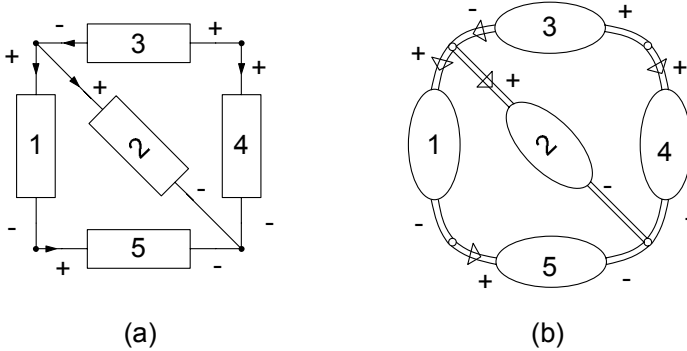 - 3 +
+ +
+
1 2 4
-
- -
5
+ -
(a)
- 3 +
+ +
+
1 2 4
-
- -
5
+ -
(b)